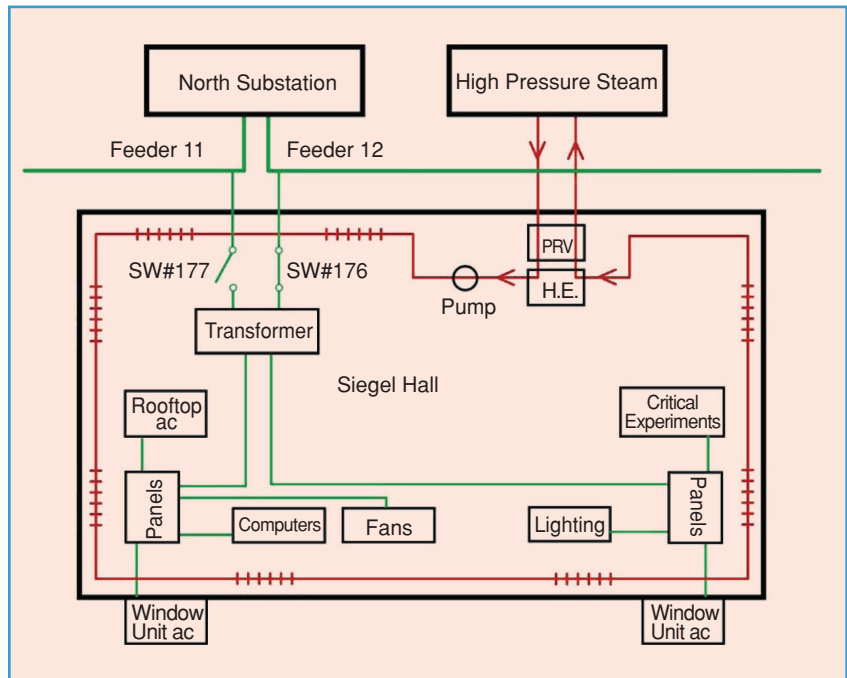 North Substation
High Pressure Steam
Feeder 11
Feeder 12
SW#177
SW#176
PRV
H.E.
Pump
Transformer
Siegel Hall
Rooftop
ac
Critical
Experiments
Panels
Computers
Fans
Lighting
Panels
Window
Unit ac
Window
Unit ac